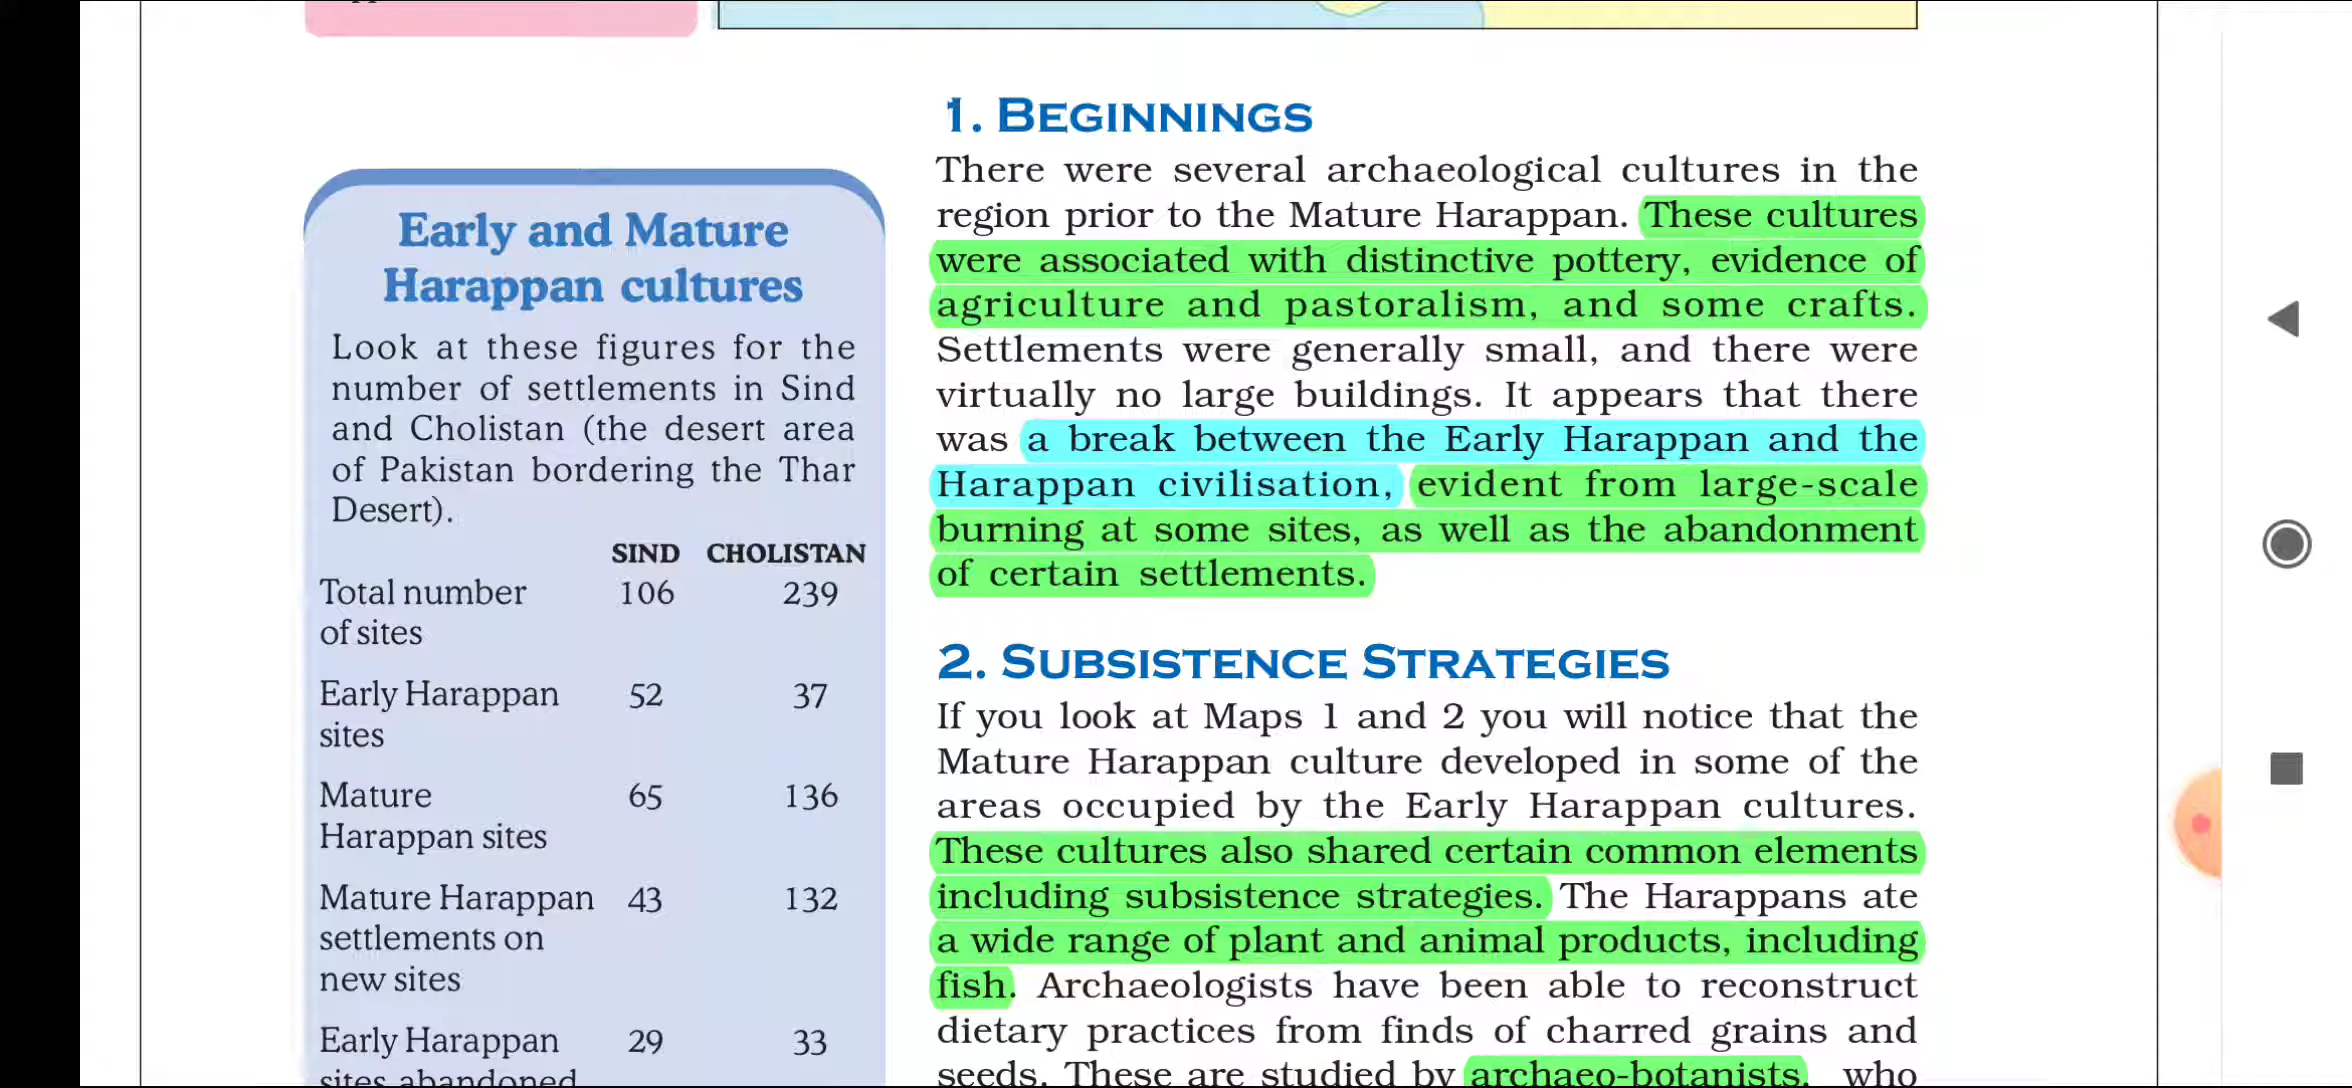 Early and Mature
Harappan cultures
Look at these figures for the
number of settlements in Sind
and Cholistan (the desert area
of Pakistan bordering the Thar
Desert).
SIND CHOLISTAN
Total number 106 239
of sites
Early Harappan 52 37
sites
Mature 65 136
Harappan sites
Mature Harappan 43 132
settlements on
new sites
Early Harappan 29 33
sites abandoned
1. BEGINNINGS
There were several archaeological cultures in the
region prior to the Mature Harappan. These cultures
were associated with distinctive pottery, evidence of
agriculture and pastoralism, and some crafts.
Settlements were generally small, and there were
virtually no large buildings. It appears that there
was a break between the Early Harappan and the
Harappan civilisation, evident from large-scale
burning at some sites, as well as the abandonment
of certain settlements.
2. SUBSISTENCE STRATEGIES
If you look at Maps 1 and 2 you will notice that the
Mature Harappan culture developed in some of the
areas occupied by the Early Harappan cultures.
These cultures also shared certain common elements
including subsistence strategies. The Harappans ate
a wide range of plant and animal products, including
fish. Archaeologists have been able to reconstruct
dietary practices from finds of charred grains and
seeds. These are studied by archaeo-botanists, who